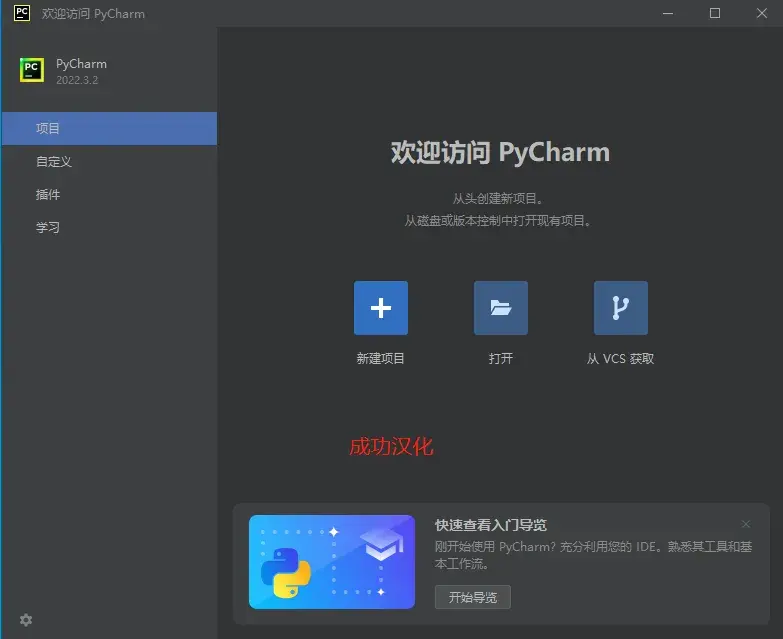 PC 欢迎访问 PyCharm
PC PyCharm
2022.3.2
项目
自定义
插件
学习
欢迎访问 PyCharm
从头创建新项目。
从磁盘或版本控制中打开现有项目。
新建项目
打开
从 VCS 获取
成功汉化
快速查看入门导览
刚开始使用 PyCharm? 充分利用您的 IDE。熟悉其工具和基
本工作流。
开始导览